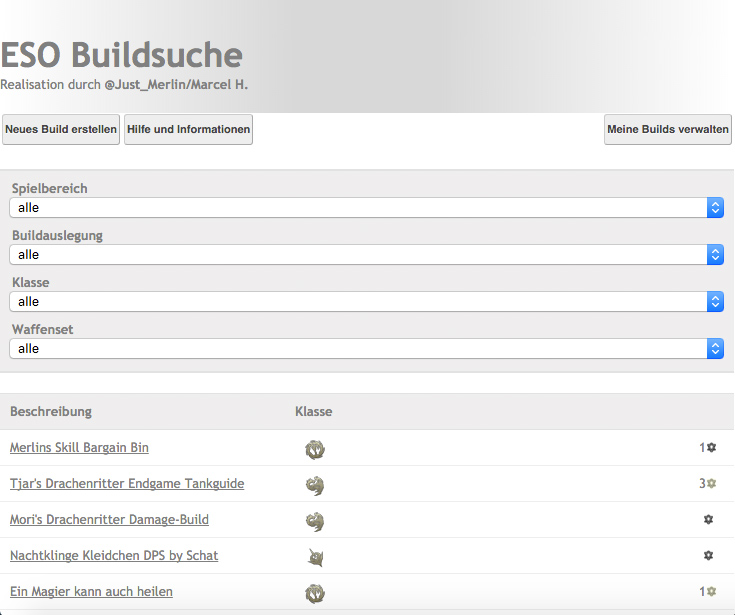 ESO Buildsuche
Realisation durch @Just_Merlin/Marcel H.
Neues Build erstellen Hilfe und Informationen Meine Builds verwalten
Spielbereich
alle
Buildauslegung
alle
Klasse
alle
Waffenset
alle
Beschreibung Klasse
Merlins Skill Bargain Bin 1
Tjar's Drachenritter Endgame Tankguide 3
Mori's Drachenritter Damage-Build
Nachtklinge Kleidchen DPS by Schat
Ein Magier kann auch heilen 1